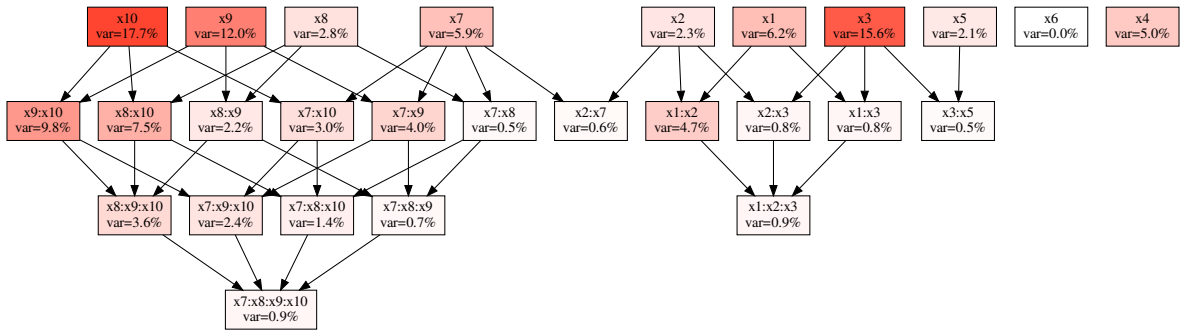 x10
var=17.7%
x9
var=12.0%
x8
var=2.8%
x7
var=5.9%
x2
var=2.3%
x1
var=6.2%
x3
var=15.6%
x5
var=2.1%
x6
var=0.0%
x4
var=5.0%
x9:x10
var=9.8%
x8:x10
var=7.5%
x8:x9
var=2.2%
x7:x10
var=3.0%
x7:x9
var=4.0%
x7:x8
var=0.5%
x2:x7
var=0.6%
x1:x2
var=4.7%
x2:x3
var=0.8%
x1:x3
var=0.8%
x3:x5
var=0.5%
x8:x9:x10
var=3.6%
x7:x9:x10
var=2.4%
x7:x8:x10
var=1.4%
x7:x8:x9
var=0.7%
x1:x2:x3
var=0.9%
x7:x8:x9:x10
var=0.9%